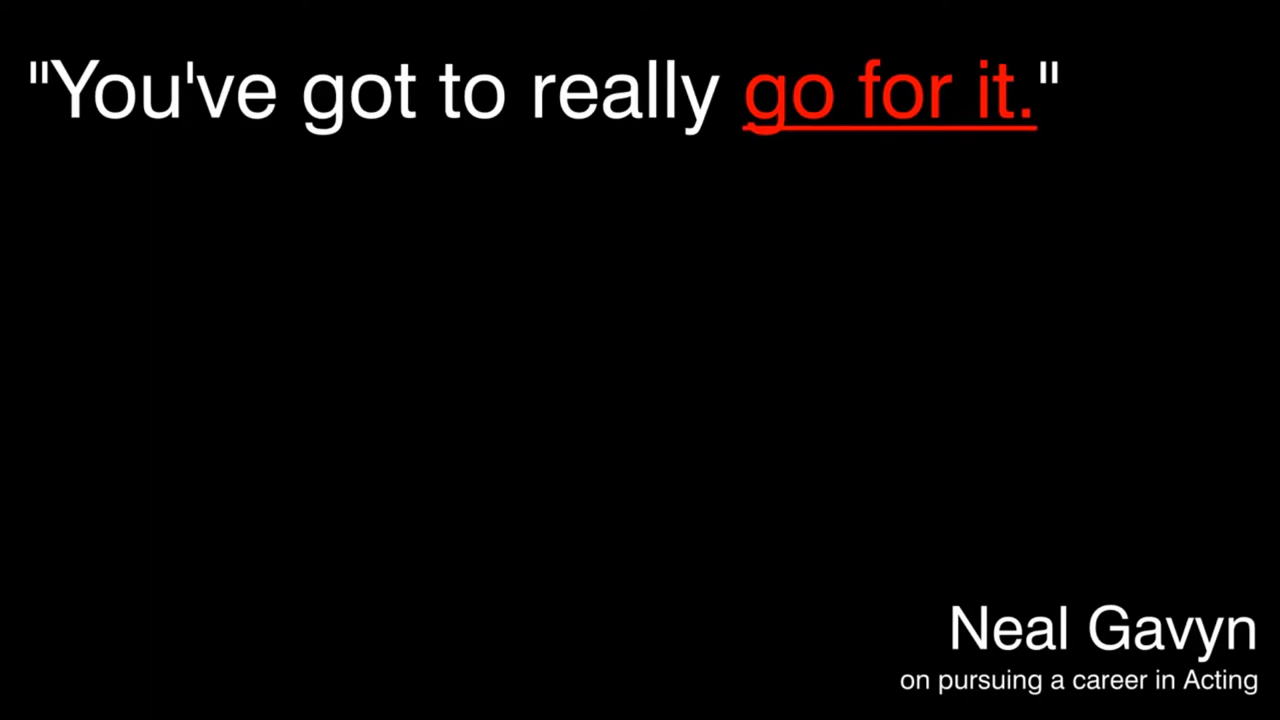 "You've got to really go for it."
Neal Gavyn
on pursuing a career in Acting